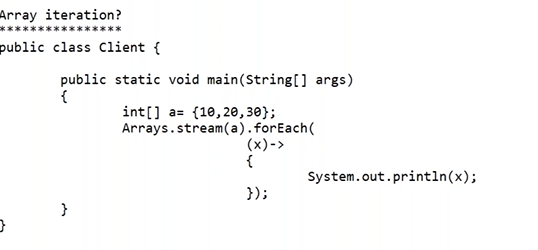 Array iteration?
****************
public class Client {
public static void main(String[] args)
{
int[] a= {10,20,30};
Arrays.stream(a).forEach(
(x)->
{
System.out.println(x);
});
}
}